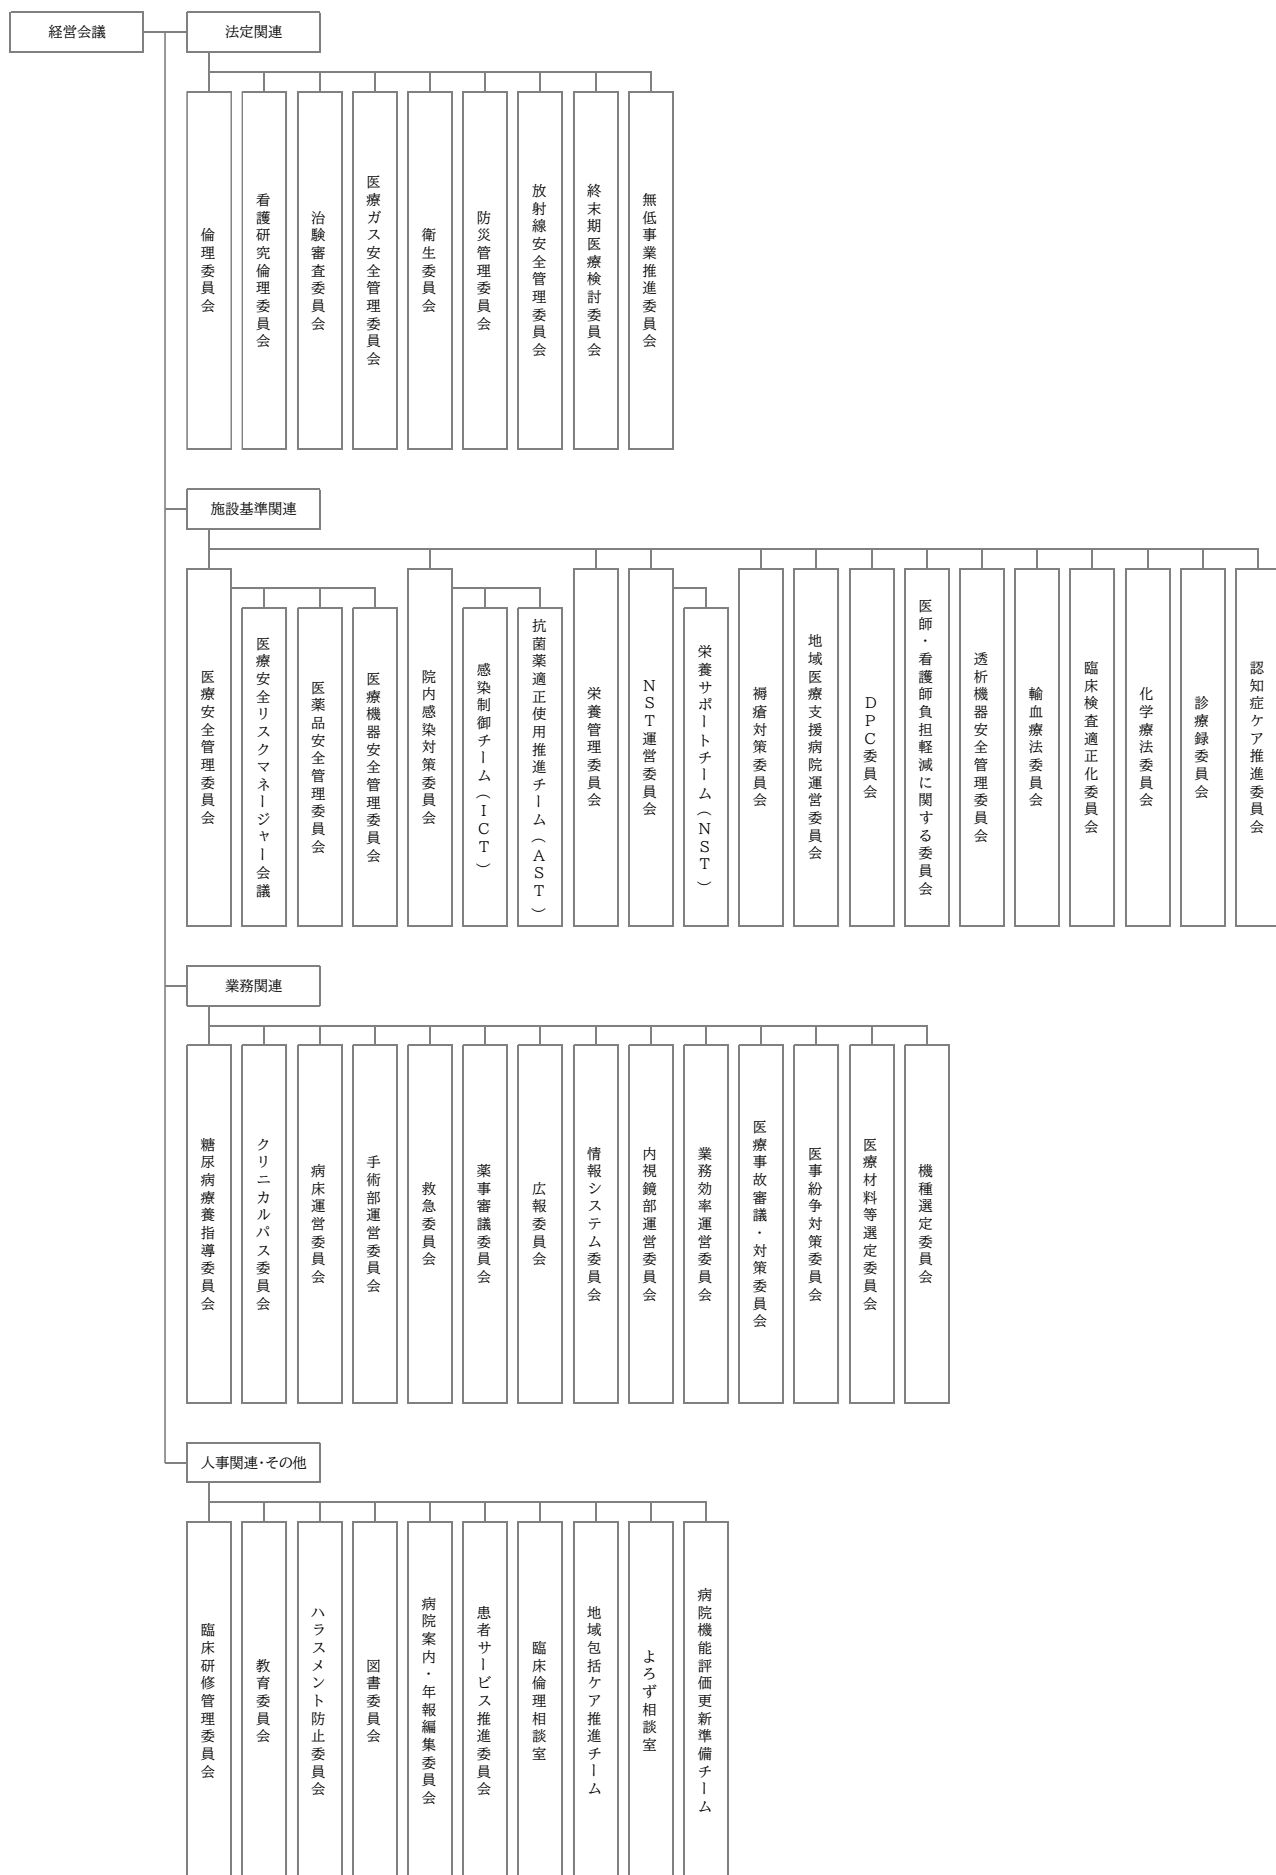 経営会議
法定関連
倫理委員会
看護研究倫理委員会
治験審査委員会
医療ガス安全管理委員会
衛生委員会
防災管理委員会
放射線安全管理委員会
終末期医療検討委員会
無低事業推進委員会
施設基準関連
医療安全管理委員会
医療安全リスクマネージャー会議
医薬品安全管理委員会
医療機器安全管理委員会
院内感染対策委員会
感染制御チーム（ＩＣＴ）
抗菌薬適正使用推進チーム（ＡＳＴ）
栄養管理委員会
ＮＳＴ運営委員会
栄養サポートチーム（ＮＳＴ）
褥瘡対策委員会
地域医療支援病院運営委員会
ＤＰＣ委員会
医師・看護師負担軽減に関する委員会
透析機器安全管理委員会
輸血療法委員会
臨床検査適正化委員会
化学療法委員会
診療録委員会
認知症ケア推進委員会
業務関連
糖尿病療養指導委員会
クリニカルパス委員会
病床運営委員会
手術部運営委員会
救急委員会
薬事審議委員会
広報委員会
情報システム委員会
内視鏡部運営委員会
業務効率運営委員会
医療事故審議・対策委員会
医事紛争対策委員会
医療材料等選定委員会
機種選定委員会
人事関連・その他
臨床研修管理委員会
教育委員会
ハラスメント防止委員会
図書委員会
病院案内・年報編集委員会
患者サービス推進委員会
臨床倫理相談室
地域包括ケア推進チーム
よろず相談室
病院機能評価更新準備チーム